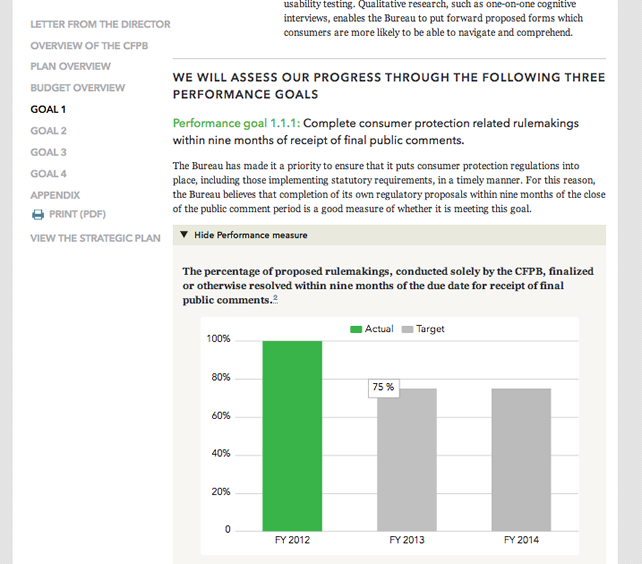 usability testing. Qualitative research, such as one-on-one cognitive
interviews, enables the Bureau to put forward proposed forms which
consumers are more likely to be able to navigate and comprehend.
LETTER FROM THE DIRECTOR
OVERVIEW OF THE CFPB
PLAN OVERVIEW
BUDGET OVERVIEW
GOAL 1
GOAL 2
GOAL 3
GOAL 4
APPENDIX
PRINT (PDF)
VIEW THE STRATEGIC PLAN
WE WILL ASSESS OUR PROGRESS THROUGH THE FOLLOWING THREE
PERFORMANCE GOALS
Performance goal 1.1.1: Complete consumer protection related rulemakings
within nine months of receipt of final public comments.
The Bureau has made it a priority to ensure that it puts consumer protection regulations into
place, including those implementing statutory requirements, in a timely manner. For this reason,
the Bureau believes that completion of its own regulatory proposals within nine months of the close
of the public comment period is a good measure of whether it is meeting this goal.
Hide Performance measure
The percentage of proposed rulemakings, conducted solely by the CFPB, finalized
or otherwise resolved within nine months of the due date for receipt of final
public comments.2
Actual Target
100%
80%
75 %
60%
40%
20%
0
FY 2012 FY 2013 FY 2014